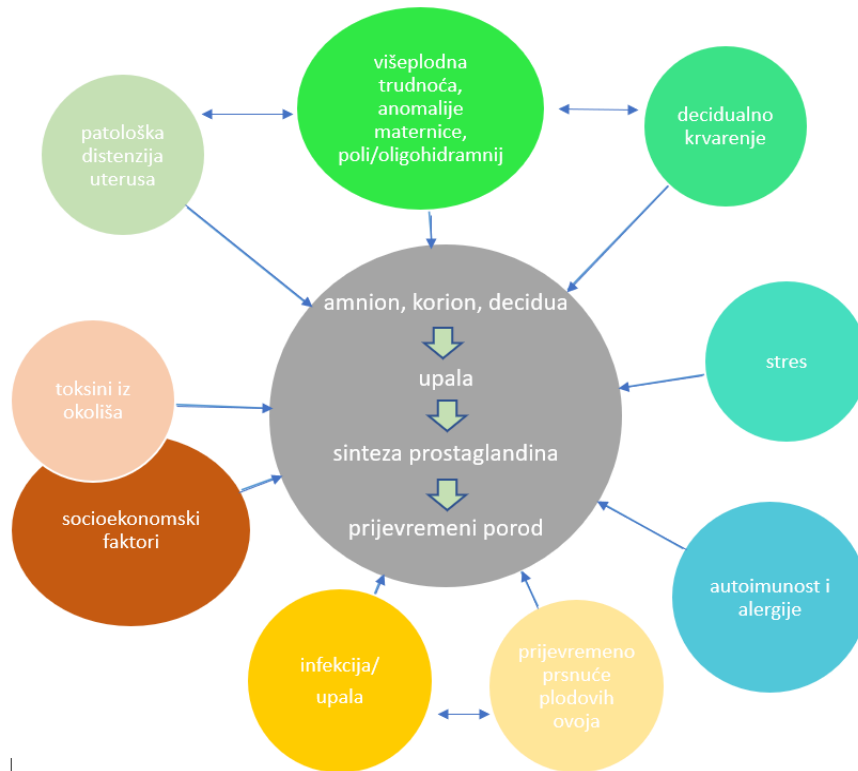 višeplodna
trudnoća,
anomalije
maternice,
poli/oligohidramnij
patološka
distenzija
uterusa
decidualno
krvarenje
amnion, korion, decidua
upala
sinteza prostaglandina
prijevremeni porod
stres
toksini iz
okoliša
socioekonomski
faktori
autoimunost i
alergije
infekcija/
upala
prijevremeno
prsnuće
plodovih
ovoja